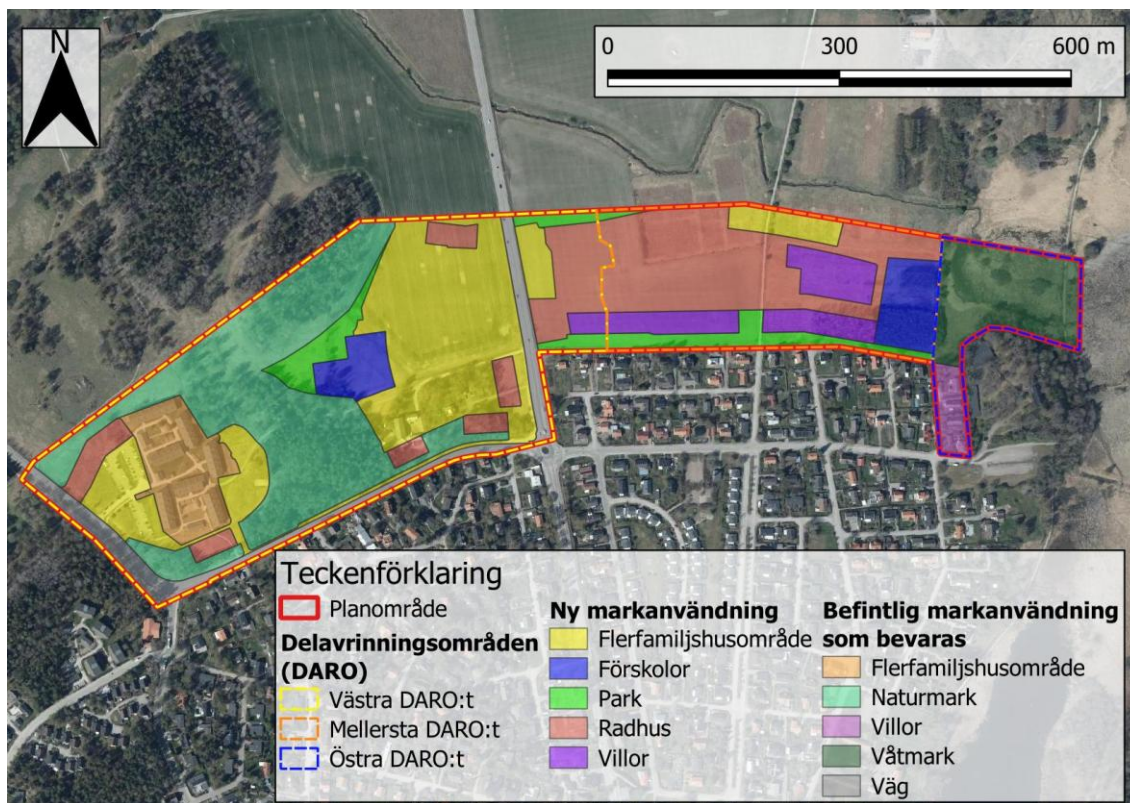 N
0 300 600 m
Teckenförklaring
Planområde
Delavrinningsområden
(DARO)
Västra DARO:t
Mellersta DARO:t
Östra DARO:t
Ny markanvändning
Flerfamiljshusområde
Förskolor
Park
Radhus
Villor
Befintlig markanvändning
som bevaras
Flerfamiljshusområde
Naturmark
Villor
Våtmark
Väg